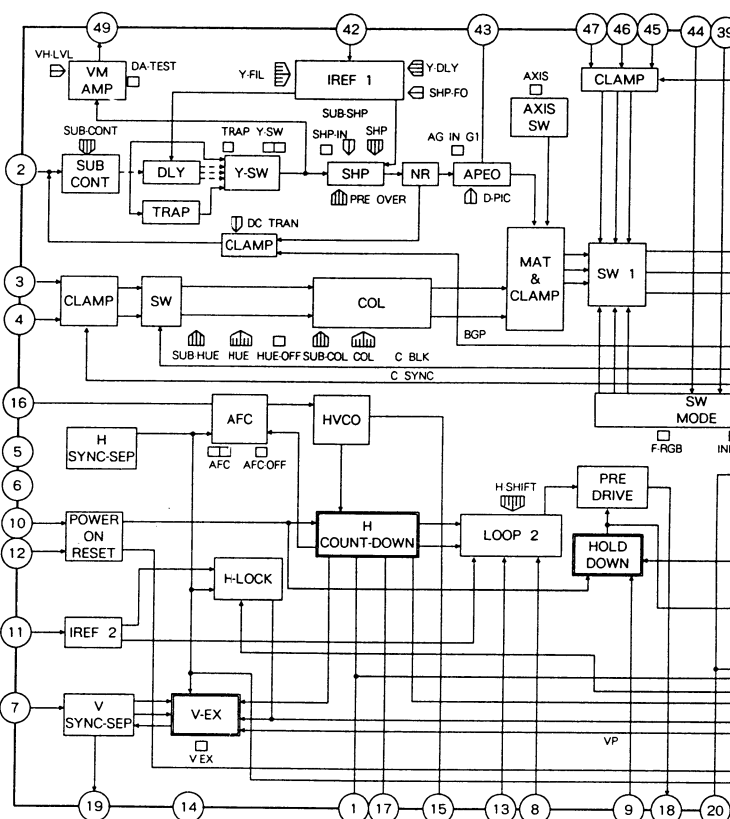 49 42 43 47 46 45 44 39
VH-LVL
VM AMP
DA-TEST
Y-FIL
IREF 1
Y-DLY
SHP-FO
AXIS
AXIS SW
CLAMP
SUB-CONT
TRAP Y-SW
SUB-SHP
SHP-IN
SHP
AG IN G1
2
SUB CONT
DLY
Y-SW
SHP
NR
APEO
TRAP
PRE OVER
D-PIC
DC TRAN
CLAMP
MAT & CLAMP
SW 1
3
4
CLAMP
SW
COL
BGP
SUB-HUE HUE HUE-OFF SUB-COL COL C BLK
C SYNC
16
AFC
HVCO
SW MODE
5
H SYNC-SEP
AFC AFC-OFF
F-RGB
IN
6
H SHIFT
PRE DRIVE
10
POWER ON RESET
H COUNT-DOWN
LOOP 2
HOLD DOWN
12
H-LOCK
11
IREF 2
7
V SYNC-SEP
V-EX
V EX
VP
19 14 1 17 15 13 8 9 18 20